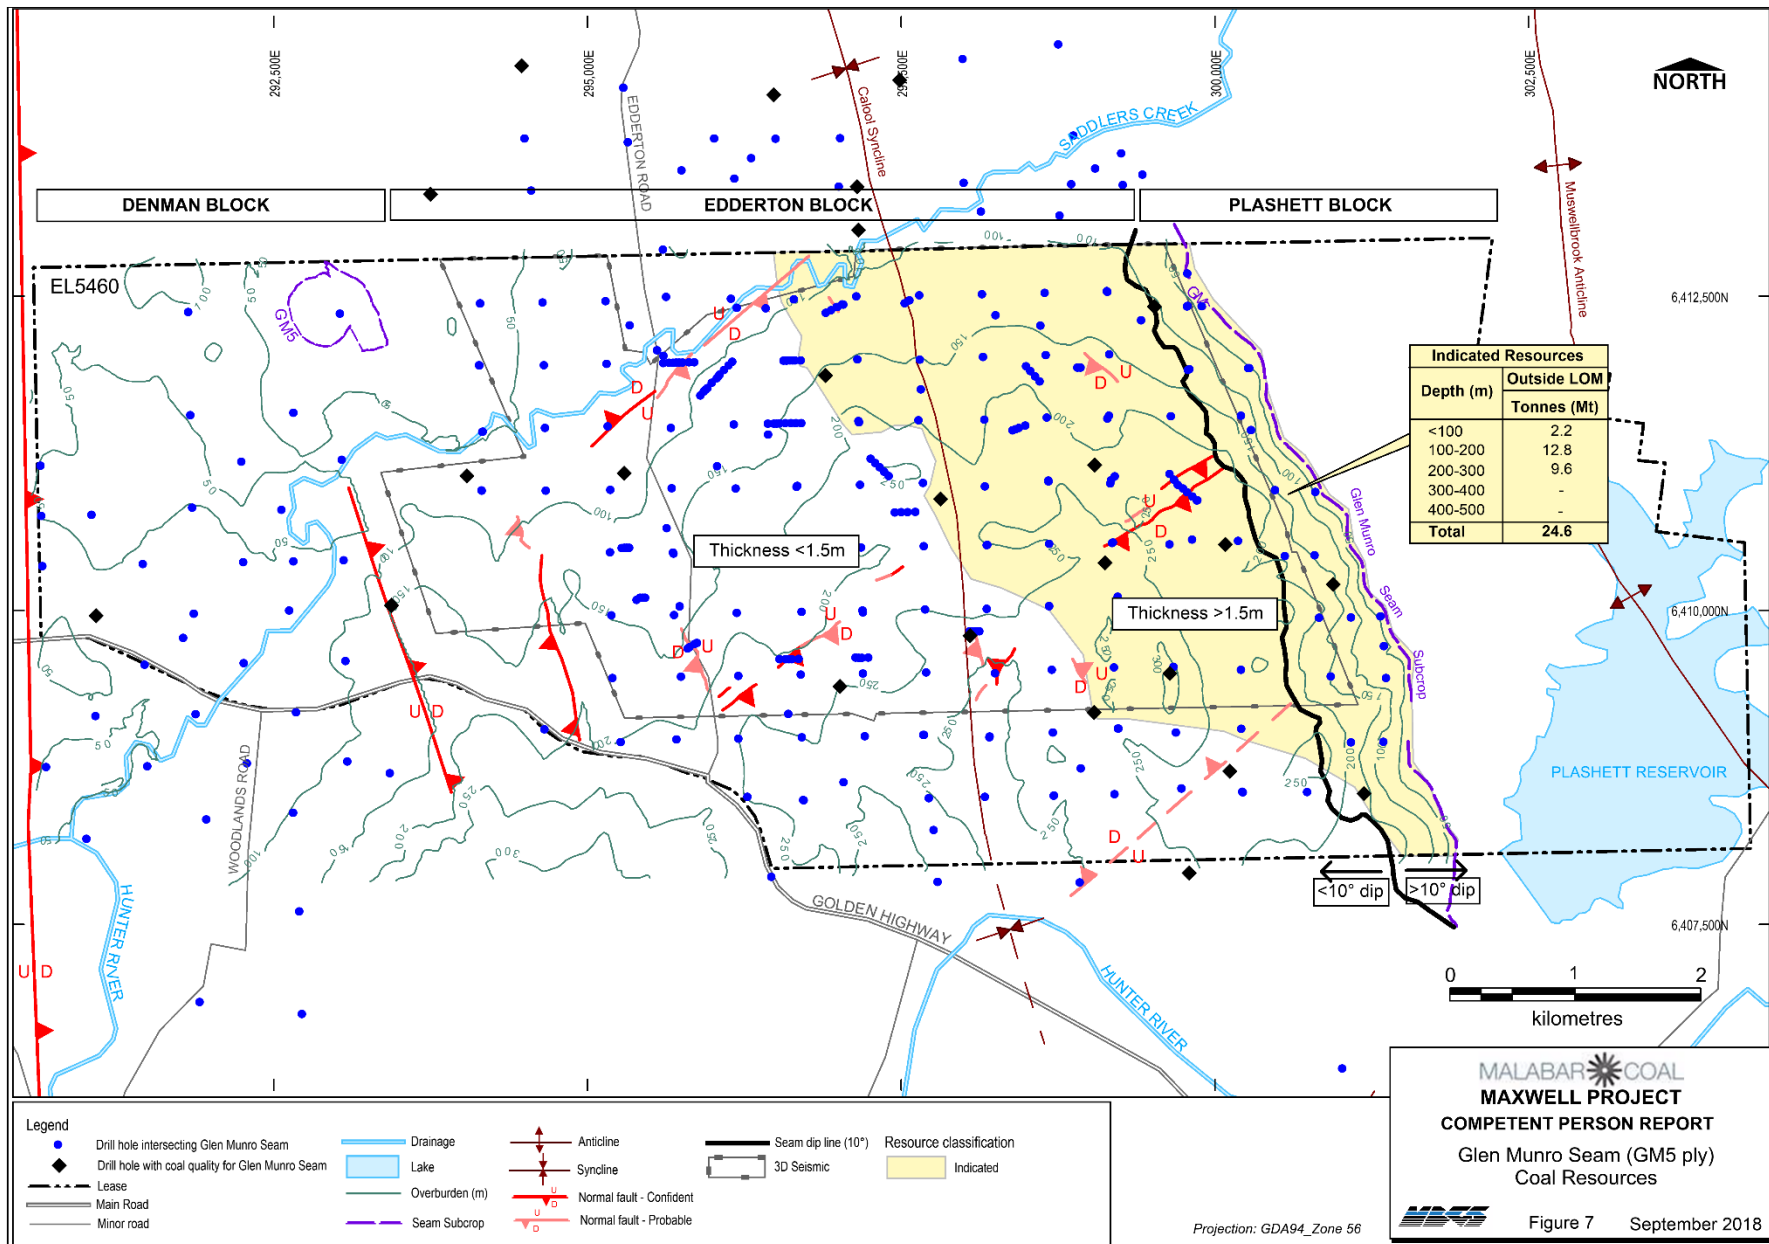 292,500E
295,000E
300,000E
302,500E
NORTH
EDDERTON ROAD
Calool Syncline
SADDLERS CREEK
Muswellbrook Anticline
DENMAN BLOCK
EDDERTON BLOCK
PLASHETT BLOCK
EL5460
GM5
GM5
6,412,500N
Indicated Resources
Depth (m) Outside LOM
Tonnes (Mt)
<100 2.2
100-200 12.8
200-300 9.6
300-400 -
400-500 -
Total 24.6
Thickness <1.5m
Thickness >1.5m
Glen Munro
Seam
Subcrop
6,410,000N
PLASHETT RESERVOIR
WOODLANDS ROAD
HUNTER RIVER
GOLDEN HIGHWAY
HUNTER RIVER
<10° dip
>10° dip
6,407,500N
U D
0 1 2
kilometres
Legend
Drill hole intersecting Glen Munro Seam
Drill hole with coal quality for Glen Munro Seam
Lease
Main Road
Minor road
Drainage
Lake
Overburden (m)
Seam Subcrop
Anticline
Syncline
Normal fault - Confident
Normal fault - Probable
Seam dip line (10°)
3D Seismic
Resource classification
Indicated
Projection: GDA94_Zone 56
MALABAR COAL
MAXWELL PROJECT
COMPETENT PERSON REPORT
Glen Munro Seam (GM5 ply)
Coal Resources
Figure 7 September 2018